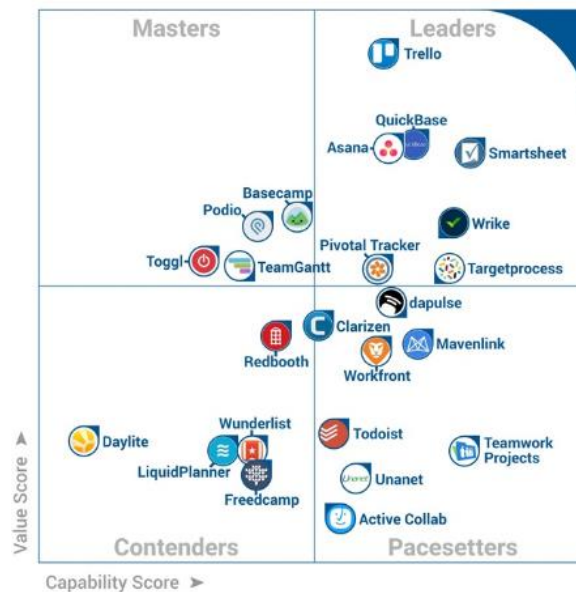 Masters
Leaders
Trello
QuickBase
Asana
Smartsheet
Basecamp
Podio
Wrike
Pivotal Tracker
Toggl
TeamGantt
Targetprocess
dapulse
Clarizen
Redbooth
Mavenlink
Workfront
Wunderlist
Todoist
Daylite
Teamwork
Projects
LiquidPlanner
Freedcamp
Unanet
Active Collab
Contenders
Pacesetters
Value Score
Capability Score